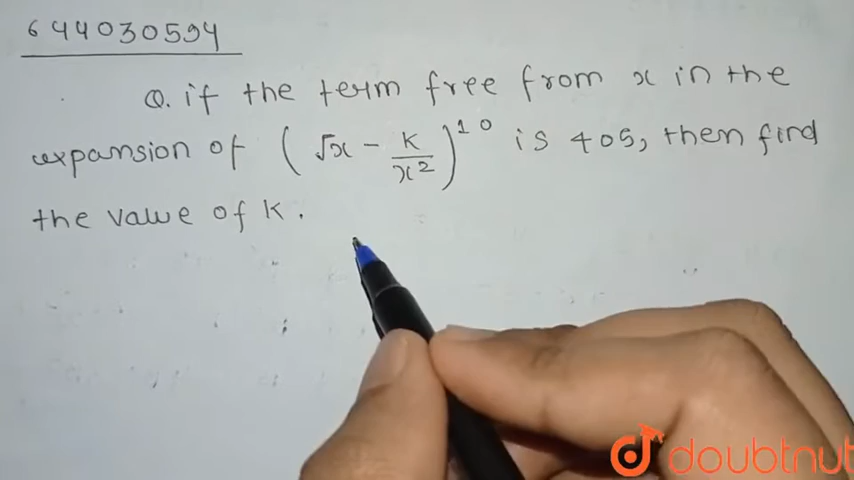 644030594
Q. if the term free from x in the
expansion of (√x - K/x²)¹⁰ is 405, then find
the value of K.
doubtnut